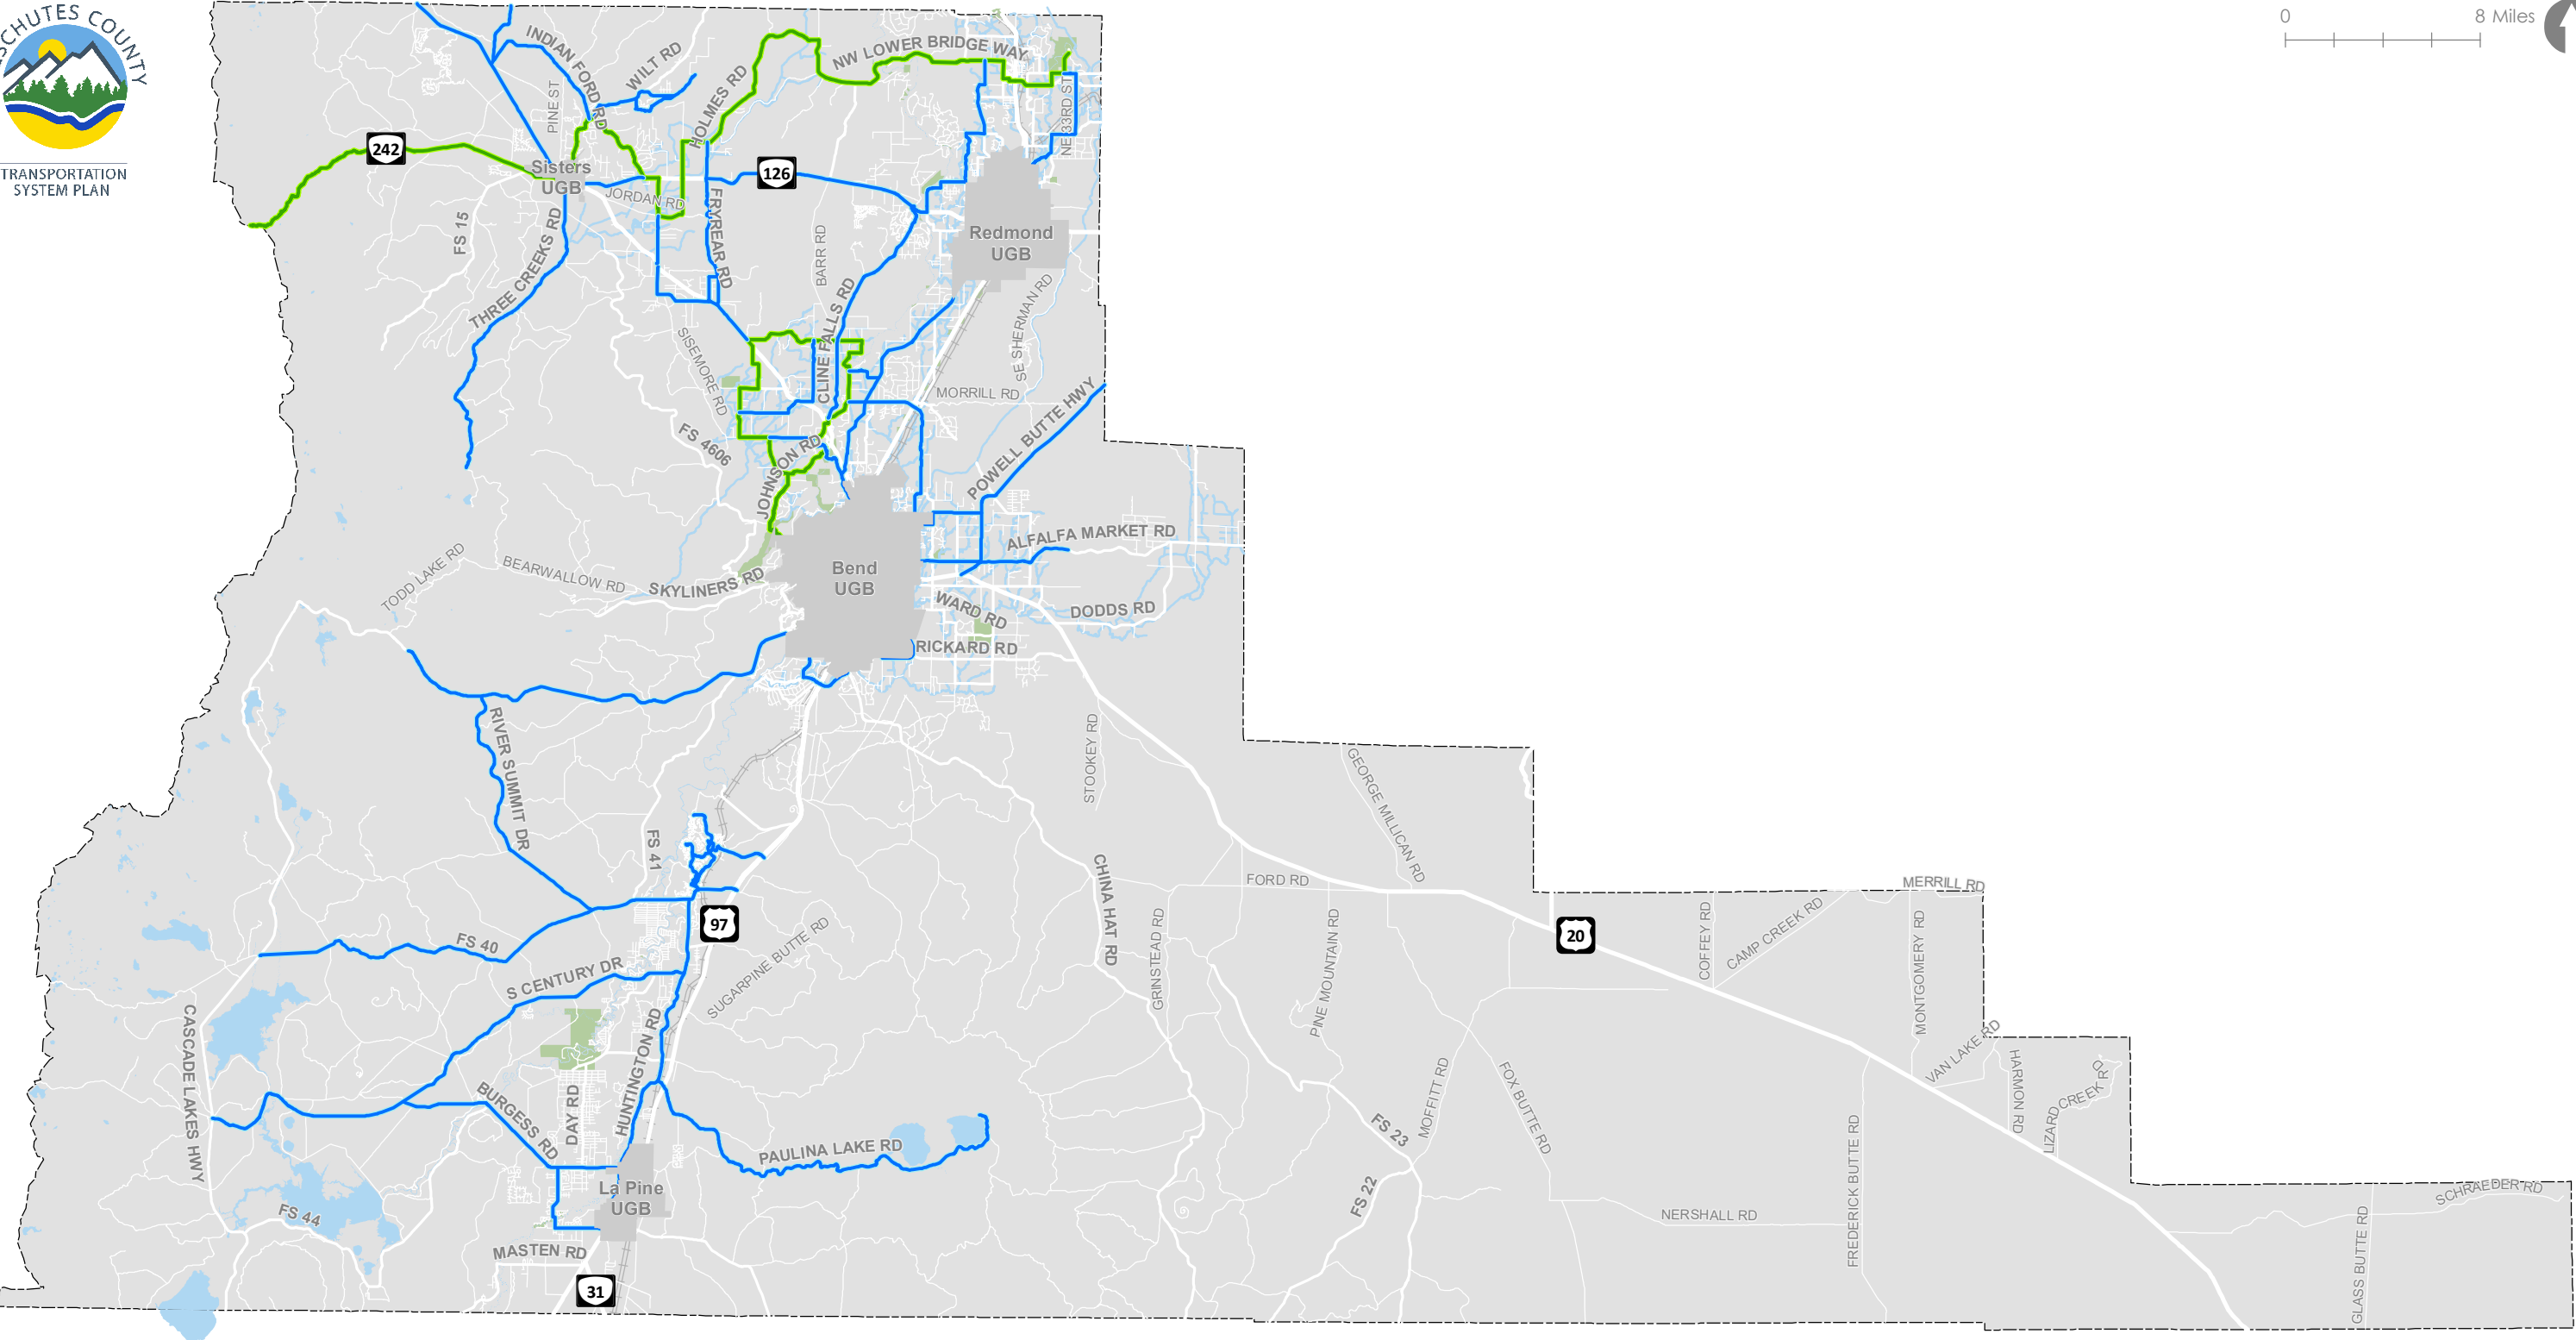 SCHUTES COUNTY
TRANSPORTATION
SYSTEM PLAN
0 8 Miles
INDIAN FORD RD
WILT RD
PINE ST
HOLMES RD
NW LOWER BRIDGE WAY
NE 33RD ST
242
126
Sisters
UGB
JORDAN RD
FRYREAR RD
FS 15
THREE CREEKS RD
BARR RD
Redmond
UGB
SE SHERMAN RD
CLINE FALLS RD
SISEMORE RD
MORRILL RD
POWELL BUTTE HWY
FS 4606
JOHNSON RD
ALFALFA MARKET RD
TODD LAKE RD
BEARWALLOW RD
SKYLINERS RD
Bend
UGB
WARD RD
DODDS RD
RICKARD RD
RIVER SUMMIT DR
STOOKEY RD
GEORGE MILLICAN RD
FS 41
CHINA HAT RD
FORD RD
MERRILL RD
97
20
FS 40
SUGARPINE BUTTE RD
GRINSTEAD RD
PINE MOUNTAIN RD
COFFEY RD
CAMP CREEK RD
MONTGOMERY RD
S CENTURY DR
CASCADE LAKES HWY
HUNTINGTON RD
VAN LAKE RD
HARMON RD
LIZARD CREEK RD
BURGESS RD
DAY RD
MOFFITT RD
FOX BUTTE RD
FS 23
FREDERICK BUTTE RD
PAULINA LAKE RD
La Pine
UGB
FS 44
FS 22
NERSHALL RD
SCHRAEDER RD
GLASS BUTTE RD
MASTEN RD
31